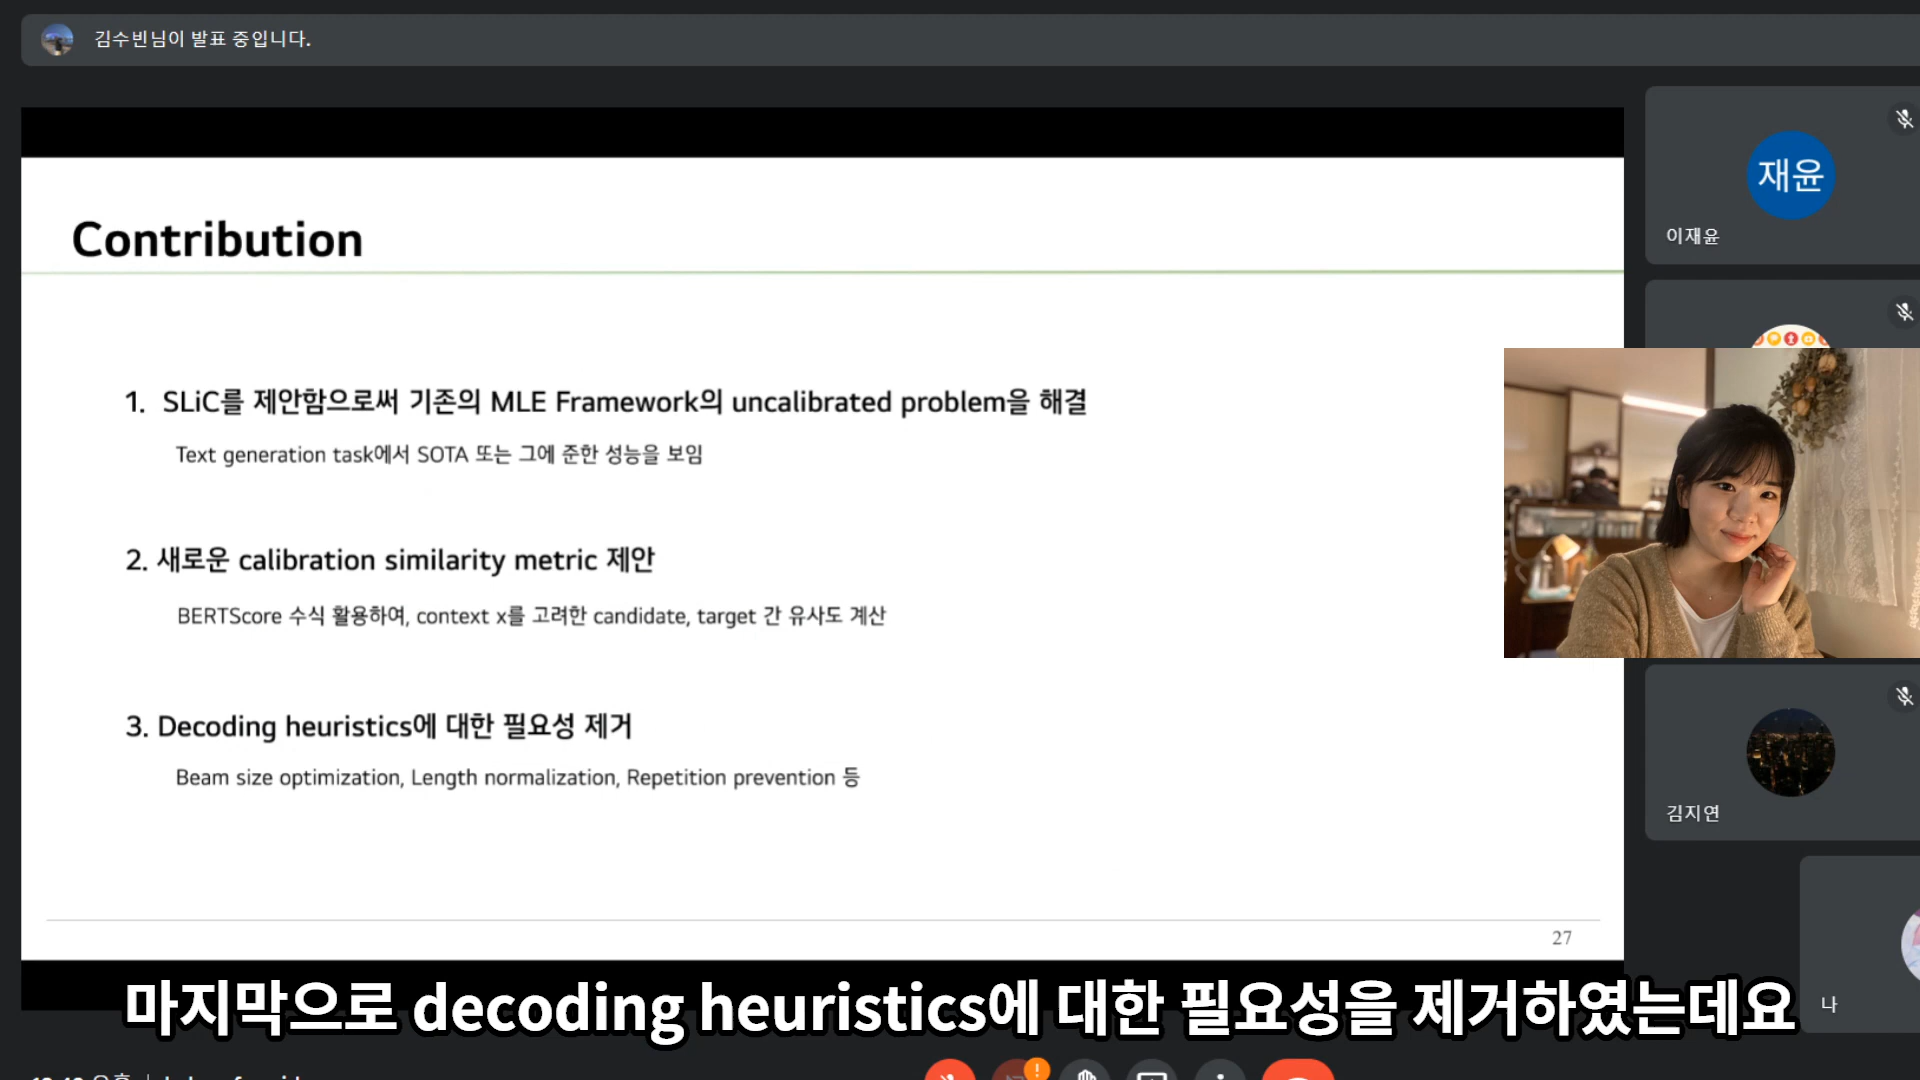 김수빈님이 발표 중입니다.
재윤
이재윤
Contribution
1. SLiC를 제안함으로써 기존의 MLE Framework의 uncalibrated problem을 해결
Text generation task에서 SOTA 또는 그에 준한 성능을 보임
2. 새로운 calibration similarity metric 제안
BERTScore 수식 활용하여, context x를 고려한 candidate, target 간 유사도 계산
3. Decoding heuristics에 대한 필요성 제거
Beam size optimization, Length normalization, Repetition prevention 등
김지연
27
나
마지막으로 decoding heuristics에 대한 필요성을 제거하였는데요